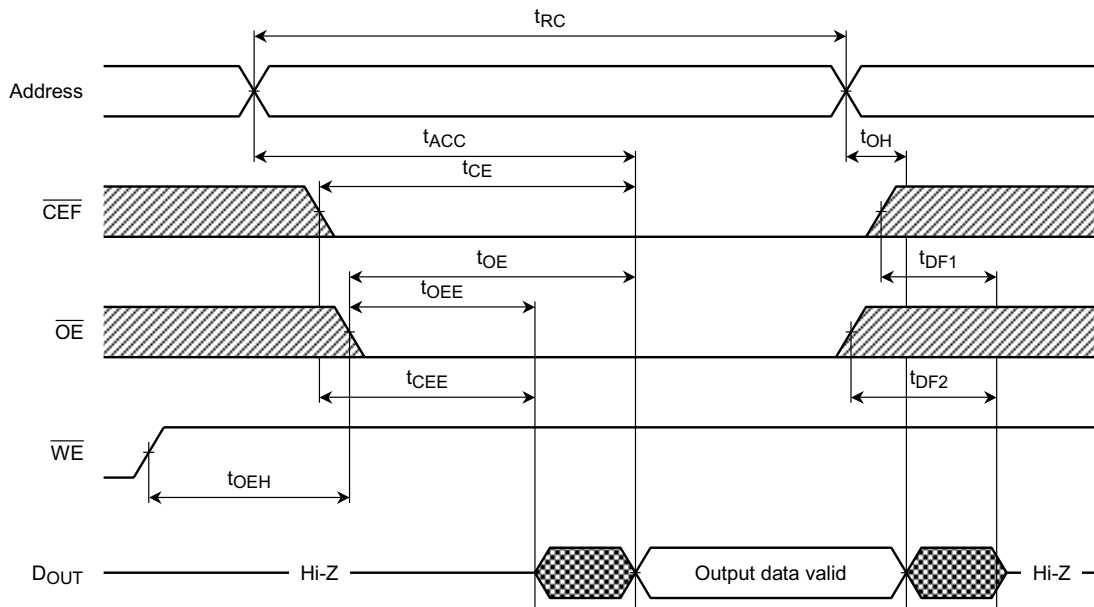 tRC
Address
tACC
tOH
tCE
CEF
tOE
tDF1
tOEE
OE
tCEE
tDF2
WE
tOEH
DOUT
Hi-Z
Output data valid
Hi-Z